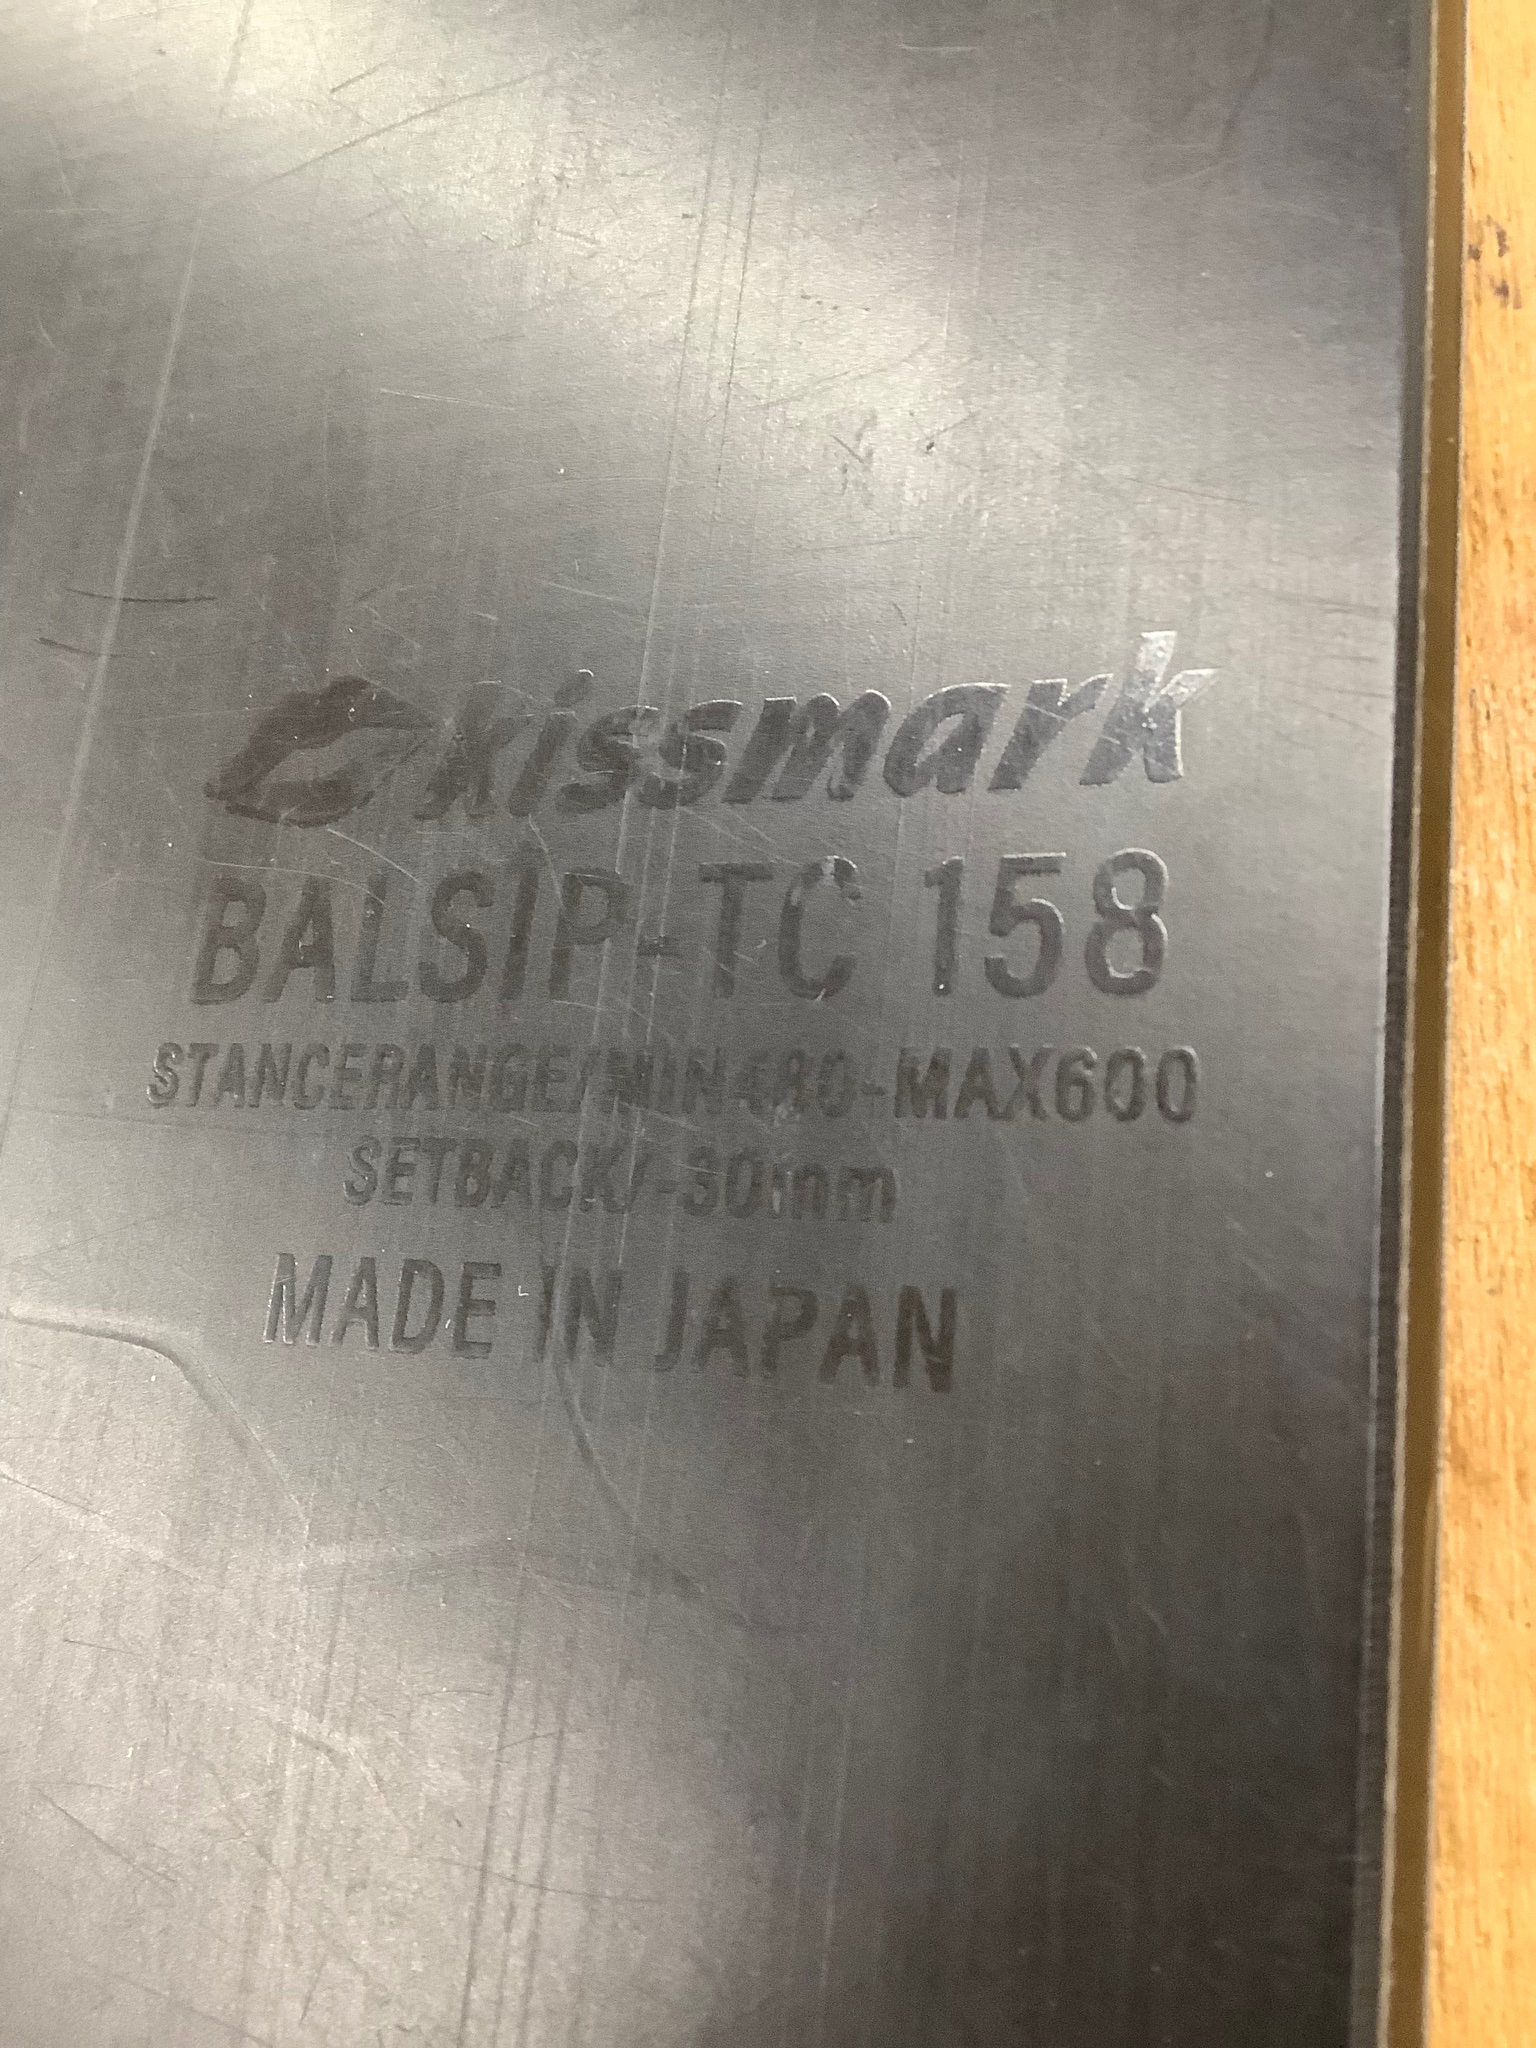 kissmark
BALSIP-TC 158
STANCERANGE/MIN480-MAX600
SETBACK/-30mm
MADE IN JAPAN